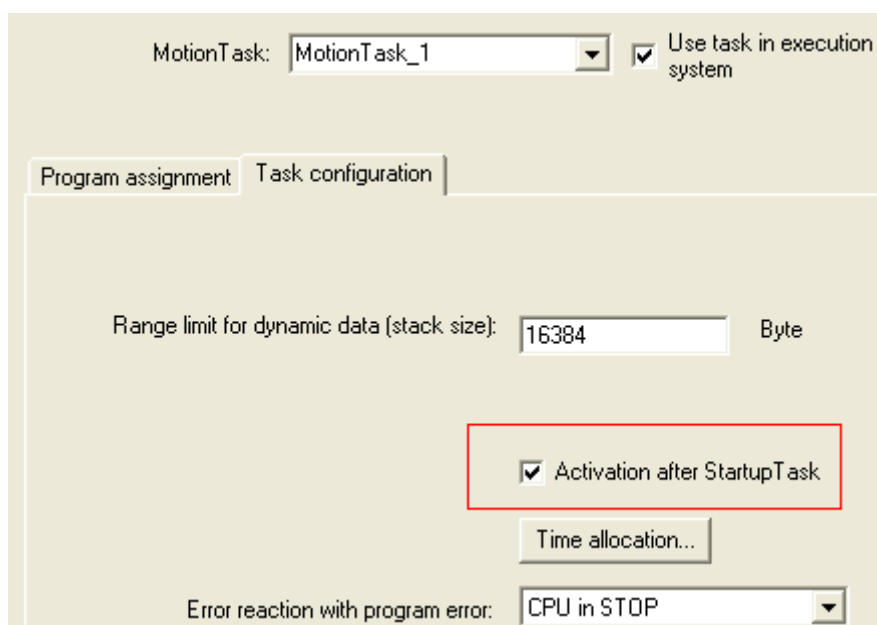 MotionTask: MotionTask_1 Use task in execution
system
Program assignment Task configuration
Range limit for dynamic data (stack size): 16384 Byte
Activation after StartupTask
Time allocation...
Error reaction with program error: CPU in STOP